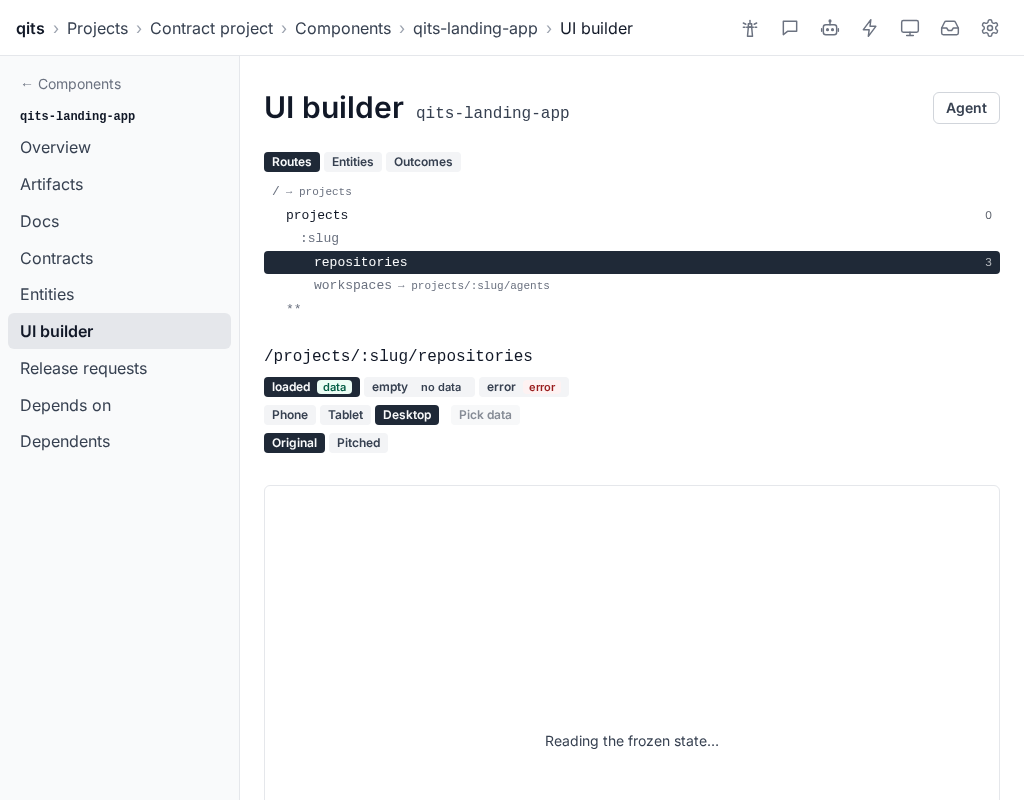 qits › Projects › Contract project › Components › qits-landing-app › UI builder
← Components
qits-landing-app
Overview
Artifacts
Docs
Contracts
Entities
UI builder
Release requests
Depends on
Dependents
UI builder qits-landing-app
Agent
Routes Entities Outcomes
/ → projects
projects 0
:slug
repositories 3
workspaces → projects/:slug/agents
**
/projects/:slug/repositories
loaded data empty no data error error
Phone Tablet Desktop Pick data
Original Pitched
Reading the frozen state…